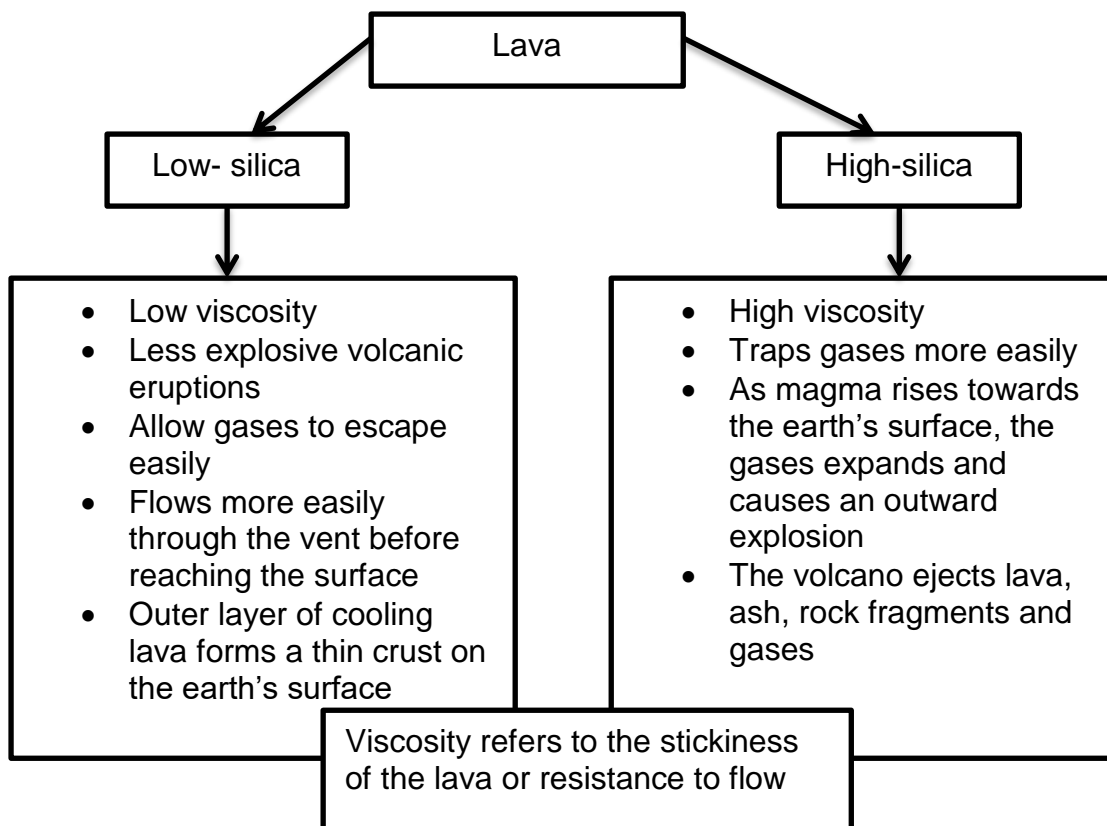 Lava
Low- silica
High-silica
• Low viscosity
• Less explosive volcanic
eruptions
• Allow gases to escape
easily
• Flows more easily
through the vent before
reaching the surface
• Outer layer of cooling
lava forms a thin crust on
the earth’s surface
• High viscosity
• Traps gases more easily
• As magma rises towards
the earth’s surface, the
gases expands and
causes an outward
explosion
• The volcano ejects lava,
ash, rock fragments and
gases
Viscosity refers to the stickiness
of the lava or resistance to flow